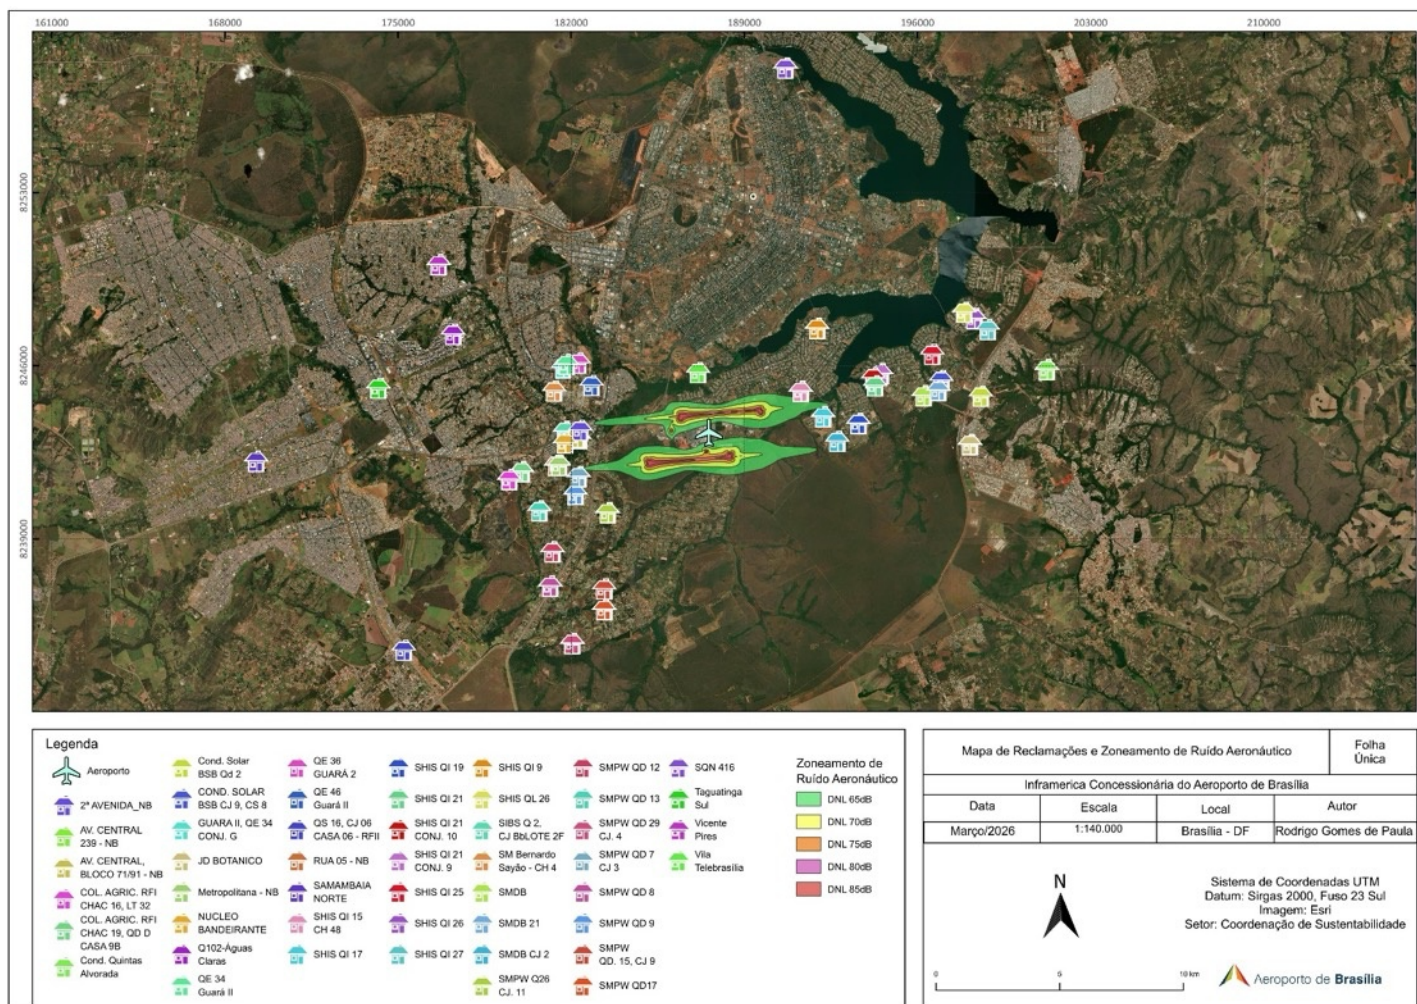 161000
168000
175000
182000
189000
196000
203000
210000
8253000
8246000
8239000
Legenda
Aeroporto
2ª AVENIDA_NB
AV. CENTRAL
239 - NB
AV. CENTRAL,
BLOCO 71/91 - NB
COL. AGRIC. RFI
CHAC 16, LT 32
COL. AGRIC. RFI
CHAC 19, QD D
CASA 9B
Cond. Quintas
Alvorada
Cond. Solar
BSB Qd 2
COND. SOLAR
BSB CJ 9, CS 8
GUARA II, QE 34
CONJ. G
JD BOTANICO
Metropolitana - NB
NUCLEO
BANDEIRANTE
Q102-Águas
Claras
QE 34
Guará II
QE 36
GUARÁ 2
QE 46
Guará II
QS 16, CJ 06
CASA 06 - RFII
RUA 05 - NB
SAMAMBAIA
NORTE
SHIS QI 15
CH 48
SHIS QI 17
SHIS QI 19
SHIS QI 21
SHIS QI 21
CONJ. 10
SHIS QI 21
CONJ. 9
SHIS QI 25
SHIS QI 26
SHIS QI 27
SHIS QI 9
SHIS QL 26
SIBS Q 2,
CJ BbLOTE 2F
SM Bernardo
Sayão - CH 4
SMDB
SMDB 21
SMDB CJ 2
SMPW Q26
CJ. 11
SMPW QD 12
SMPW QD 13
SMPW QD 29
CJ. 4
SMPW QD 7
CJ 3
SMPW QD 8
SMPW QD 9
SMPW
QD. 15, CJ 9
SMPW QD17
SQN 416
Taguatinga
Sul
Vicente
Pires
Vila
Telebrasília
Zoneamento de
Ruído Aeronáutico
DNL 65dB
DNL 70dB
DNL 75dB
DNL 80dB
DNL 85dB
Mapa de Reclamações e Zoneamento de Ruído Aeronáutico
Folha
Única
Inframerica Concessionária do Aeroporto de Brasília
Data
Escala
Local
Autor
Março/2026
1:140.000
Brasília - DF
Rodrigo Gomes de Paula
N
Sistema de Coordenadas UTM
Datum: Sirgas 2000, Fuso 23 Sul
Imagem: Esri
Setor: Coordenação de Sustentabilidade
0
5
10 km
Aeroporto de Brasília